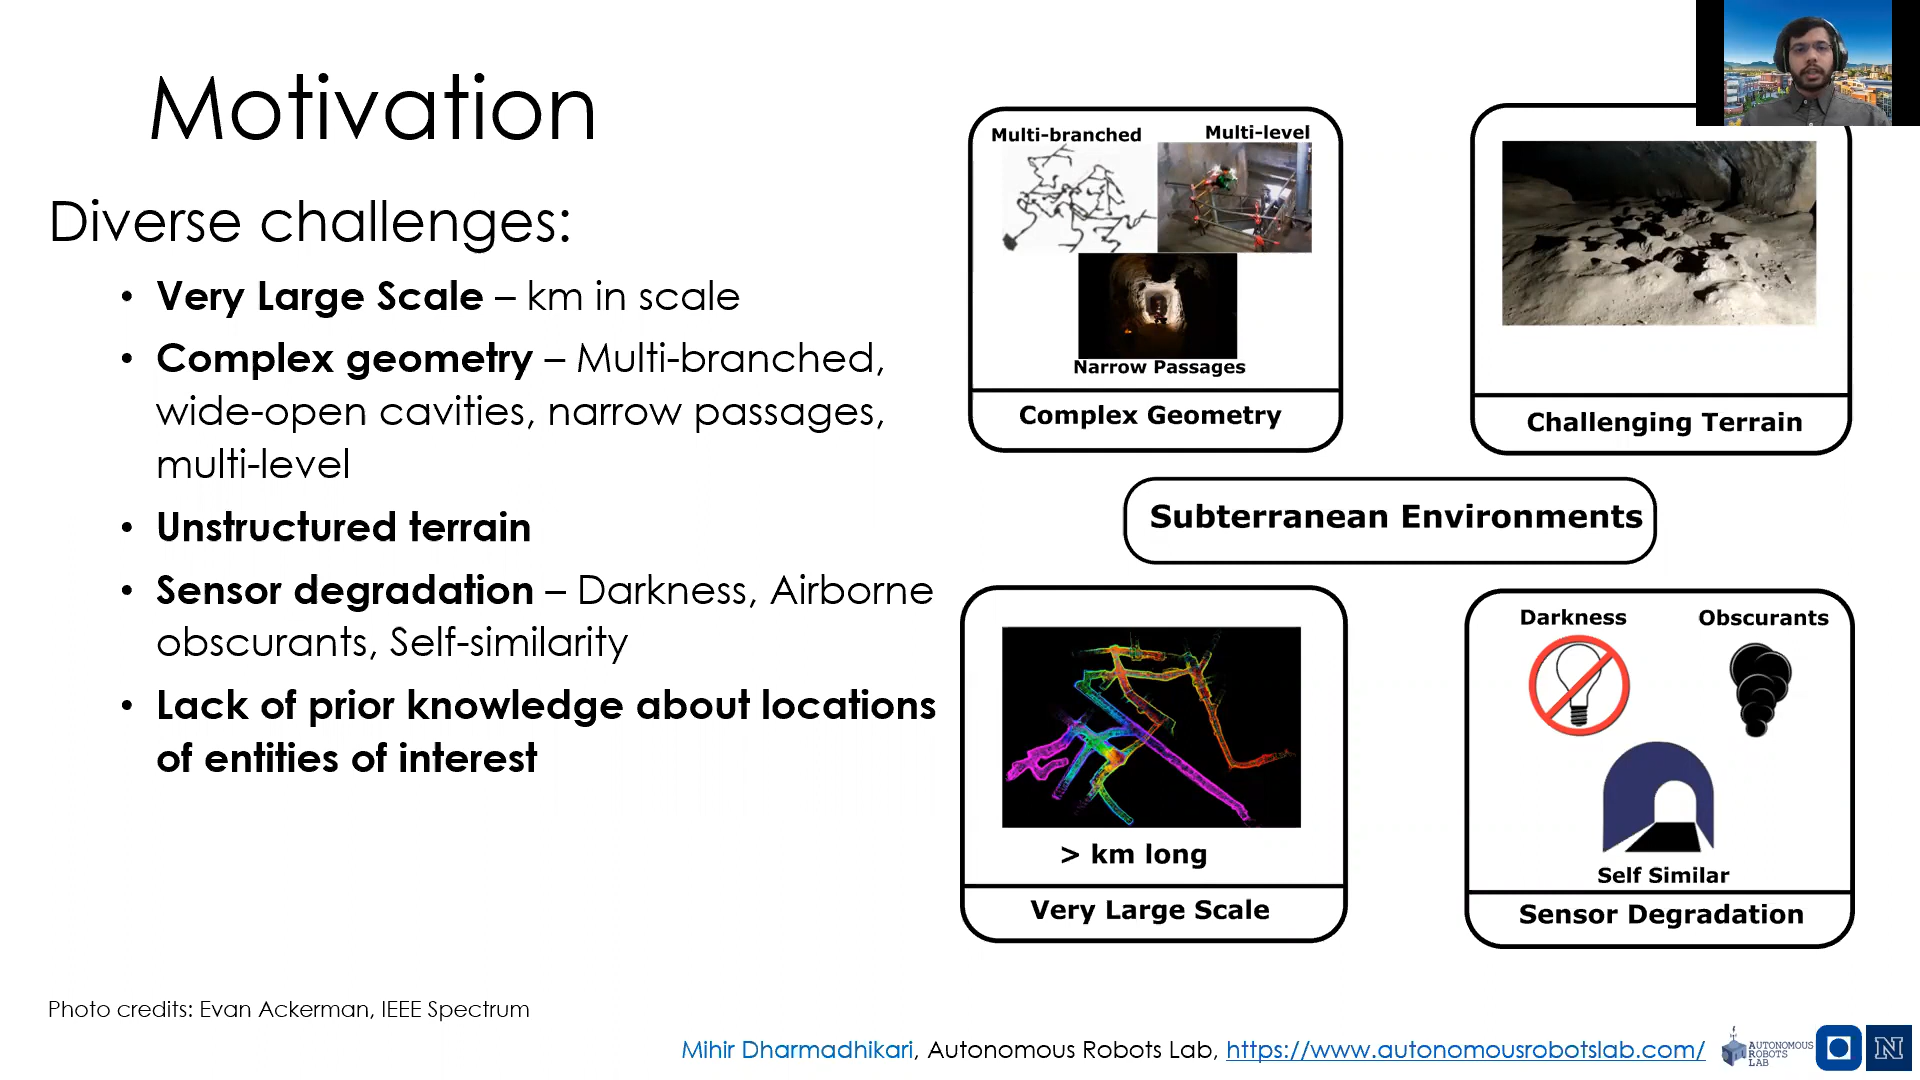 Motivation
Diverse challenges:
• Very Large Scale – km in scale
• Complex geometry – Multi-branched,
wide-open cavities, narrow passages,
multi-level
• Unstructured terrain
• Sensor degradation – Darkness, Airborne
obscurants, Self-similarity
• Lack of prior knowledge about locations
of entities of interest
Multi-branched
Multi-level
Narrow Passages
Complex Geometry
Challenging Terrain
Subterranean Environments
> km long
Very Large Scale
Darkness
Obscurants
Self Similar
Sensor Degradation
Photo credits: Evan Ackerman, IEEE Spectrum
Mihir Dharmadhikari, Autonomous Robots Lab, https://www.autonomousrobotslab.com/
AUTONOMOUS
ROBOTS
LAB
N